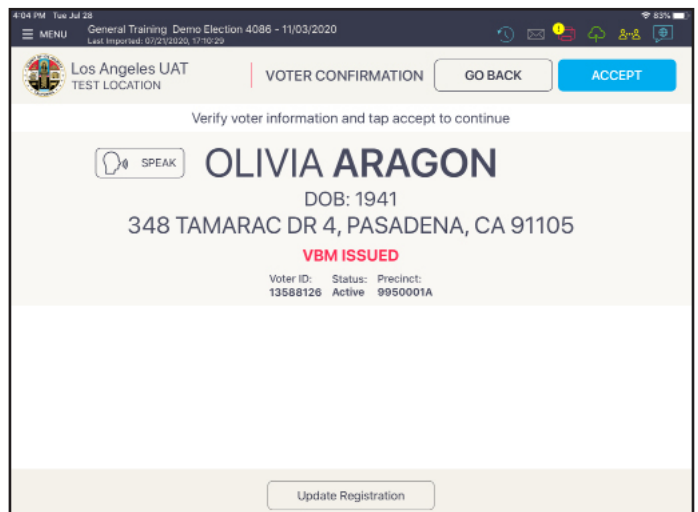 4:04 PM Tue Jul 28
83%
MENU
General Training Demo Election 4086 - 11/03/2020
Last Imported: 07/21/2020, 17:10:29
Los Angeles UAT
TEST LOCATION
VOTER CONFIRMATION
GO BACK
ACCEPT
Verify voter information and tap accept to continue
SPEAK
OLIVIA ARAGON
DOB: 1941
348 TAMARAC DR 4, PASADENA, CA 91105
VBM ISSUED
Voter ID: Status: Precinct:
13588126 Active 9950001A
Update Registration